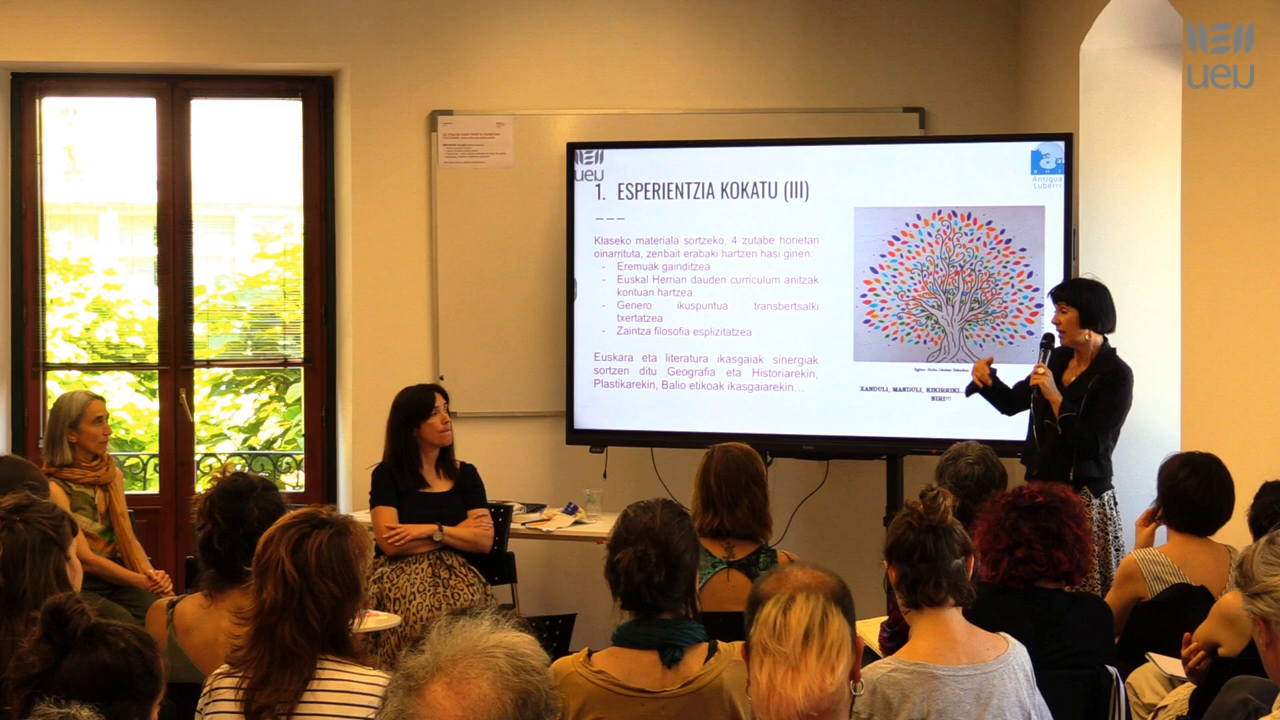 ueu
ueu
BHI
Antigua
Luberri
1. ESPERIENTZIA KOKATU (III)
Klaseko materiala sortzeko, 4 zutabe horietan
oinarrituta, zenbait erabaki hartzen hasi ginen:
- Eremuak gainditzea
- Euskal Herrian dauden curriculum anitzak
kontuan hartzea.
- Genero ikuspuntua transbertsalki
txertatzea
- Zaintza filosofia esplizitatzea
Euskara eta literatura ikasgaiak sinergiak
sortzen ditu Geografia eta Historiarekin,
Plastikarekin, Balio etikoak ikasgaiarekin…
XANDULI, MANDULI, KIKIRRIKI...
NIRE!!